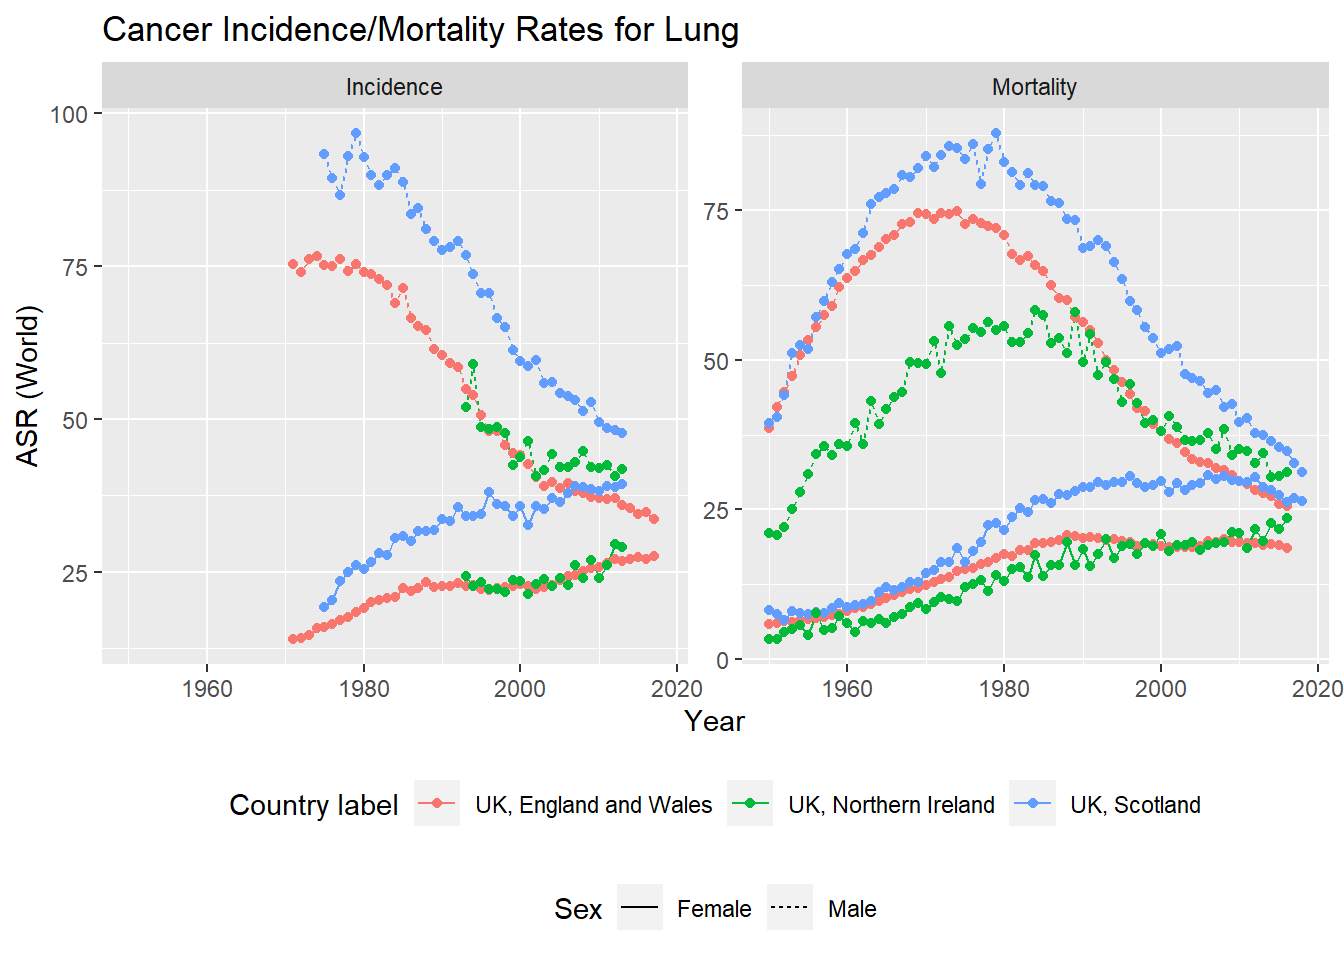 Cancer Incidence/Mortality Rates for Lung
Incidence
Mortality
ASR (World)
100
75
50
25
75
50
25
0
1960 1980 2000 2020
1960 1980 2000 2020
Year
Country label UK, England and Wales UK, Northern Ireland UK, Scotland
Sex Female Male